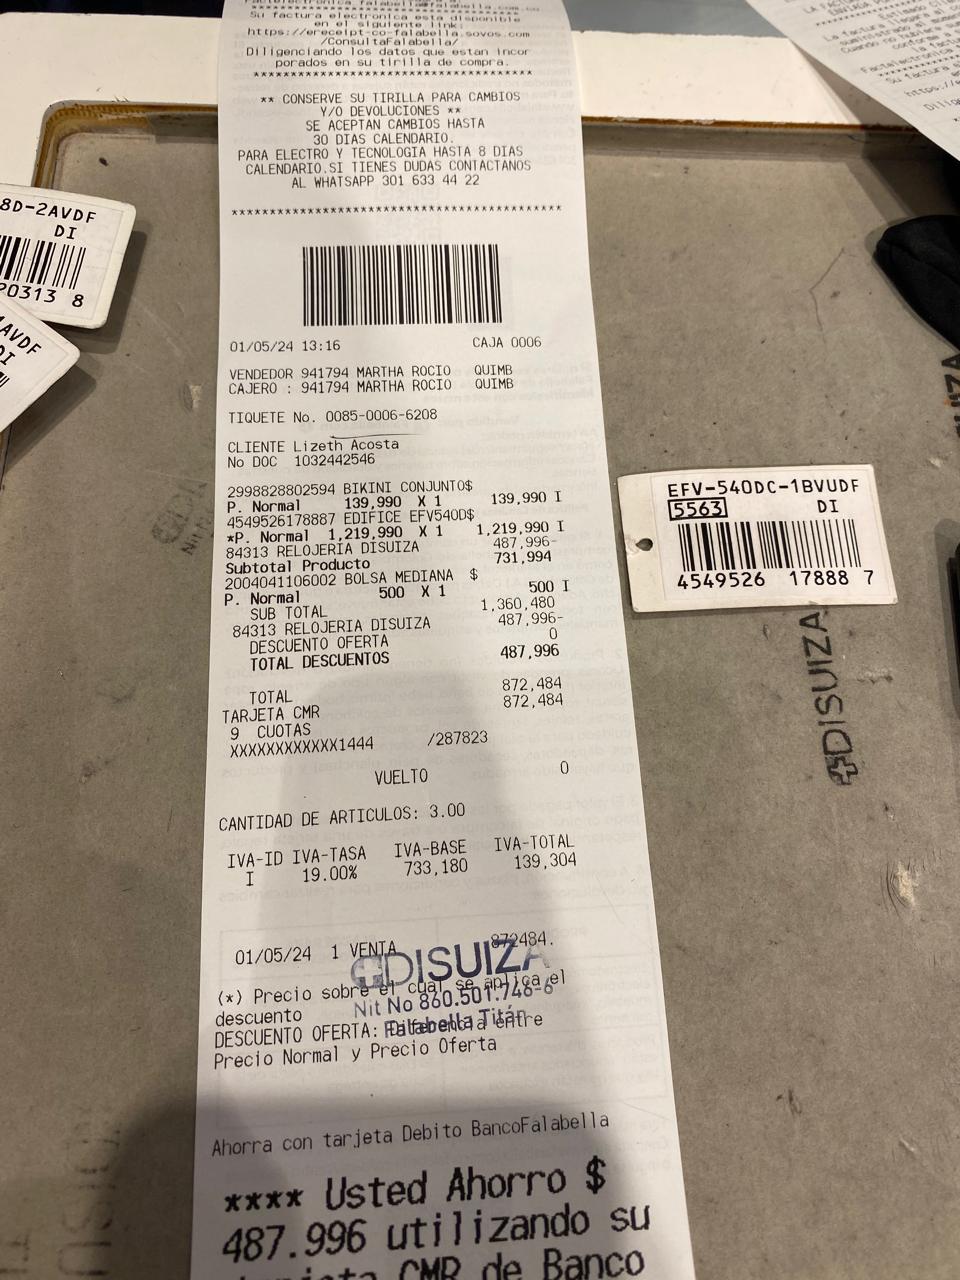 Su factura electronica esta disponible
en el siguiente link:
https://ereceipt-co-falabella.sovos.com
/ConsultaFalabella/
Diligenciando los datos que estan incor
porados en su tirilla de compra.
** CONSERVE SU TIRILLA PARA CAMBIOS
Y/O DEVOLUCIONES **
SE ACEPTAN CAMBIOS HASTA
30 DIAS CALENDARIO.
PARA ELECTRO Y TECNOLOGIA HASTA 8 DIAS
CALENDARIO.SI TIENES DUDAS CONTACTANOS
AL WHATSAPP 301 633 44 22
01/05/24 13:16 CAJA 0006
VENDEDOR 941794 MARTHA ROCIO QUIMB
CAJERO : 941794 MARTHA ROCIO QUIMB
TIQUETE No. 0085-0006-6208
CLIENTE Lizeth Acosta
No DOC 1032442546
2998828802594 BIKINI CONJUNTO$
P. Normal 139,990 X 1 139,990 I
4549526178887 EDIFICE EFV540D$
*P. Normal 1,219,990 X 1 1,219,990 I
84313 RELOJERIA DISUIZA 487,996-
Subtotal Producto 731,994
2004041106002 BOLSA MEDIANA $
P. Normal 500 X 1 500 I
SUB TOTAL 1,360,480
84313 RELOJERIA DISUIZA 487,996-
DESCUENTO OFERTA 0
TOTAL DESCUENTOS 487,996
TOTAL 872,484
TARJETA CMR 872,484
9 CUOTAS
XXXXXXXXXXXX1444 /287823
VUELTO 0
CANTIDAD DE ARTICULOS: 3.00
IVA-ID IVA-TASA IVA-BASE IVA-TOTAL
I 19.00% 733,180 139,304
01/05/24 1 VENTA 872484.
DISUIZA
(*) Precio sobre el cual se aplica el
Nit No 860.501.746-6
descuento
Falabella Titán
DESCUENTO OFERTA: Diferencia entre
Precio Normal y Precio Oferta
Ahorra con tarjeta Debito BancoFalabella
**** Usted Ahorro $
487.996 utilizando su
tarjeta CMR de Banco
EFV-540DC-1BVUDF
5563 DI
4549526 17888 7
DISUIZA
8D-2AVDF
DI
20313 8
AVDF
DI